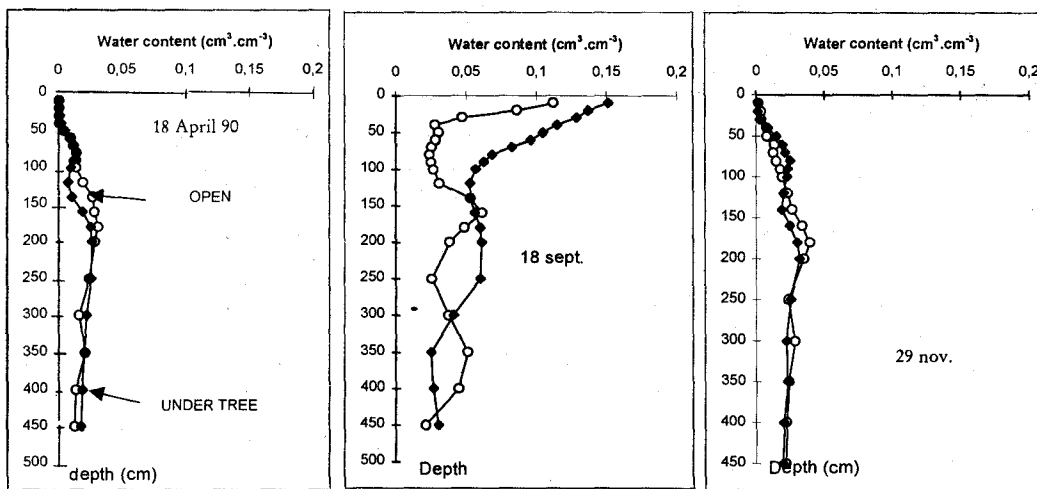 Water content (cm³.cm⁻³)
0 0,05 0,1 0,15 0,2
0
50
100
150
200
250
300
350
400
450
500
18 April 90
OPEN
UNDER TREE
depth (cm)
Water content (cm³.cm⁻³)
0 0,05 0,1 0,15 0,2
0
50
100
150
200
250
300
350
400
450
500
18 sept.
Depth
Water content (cm³.cm⁻³)
0 0,05 0,1 0,15 0,2
0
50
100
150
200
250
300
350
400
450
29 nov.
Depth (cm)